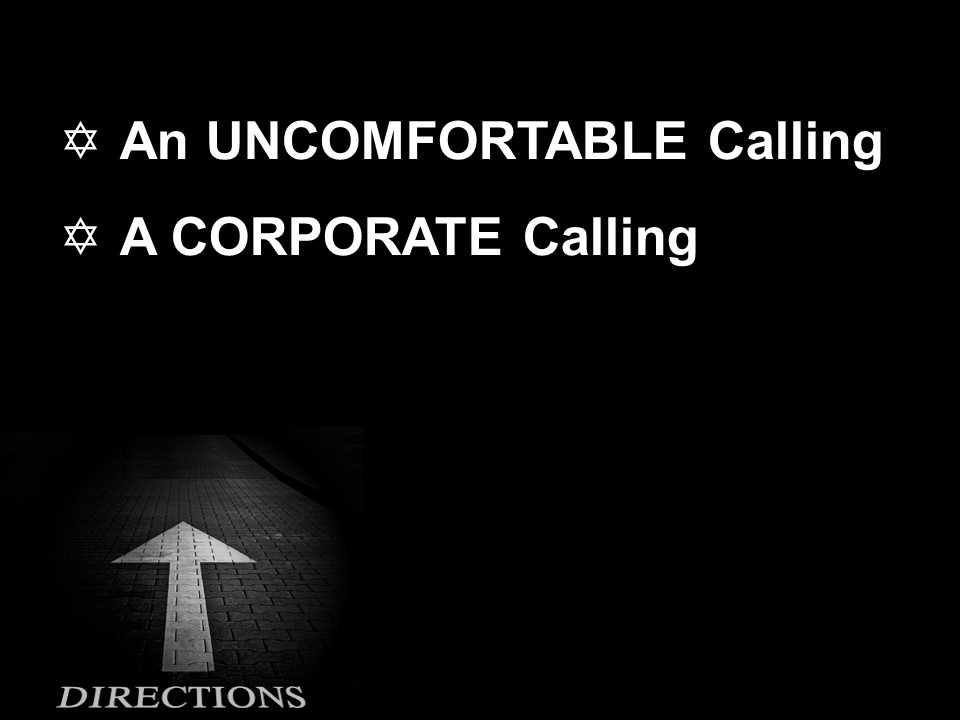 ✡ An UNCOMFORTABLE Calling
✡ A CORPORATE Calling
DIRECTIONS